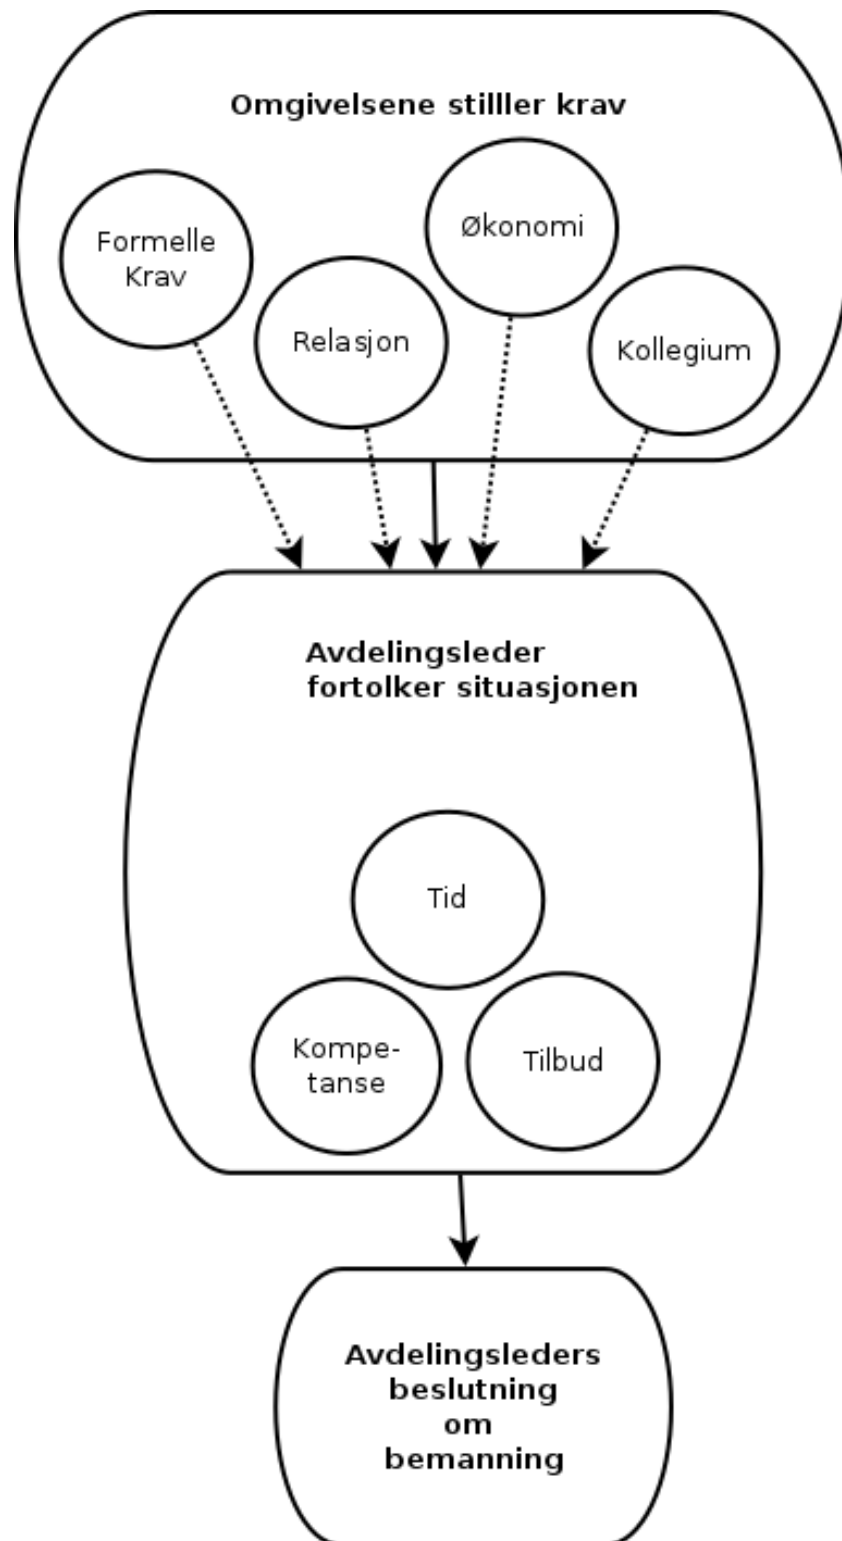 Omgivelsene stilller krav
Formelle
Krav
Relasjon
Økonomi
Kollegium
Avdelingsleder
fortolker situasjonen
Tid
Kompe-
tanse
Tilbud
Avdelingsleders
beslutning
om
bemanning